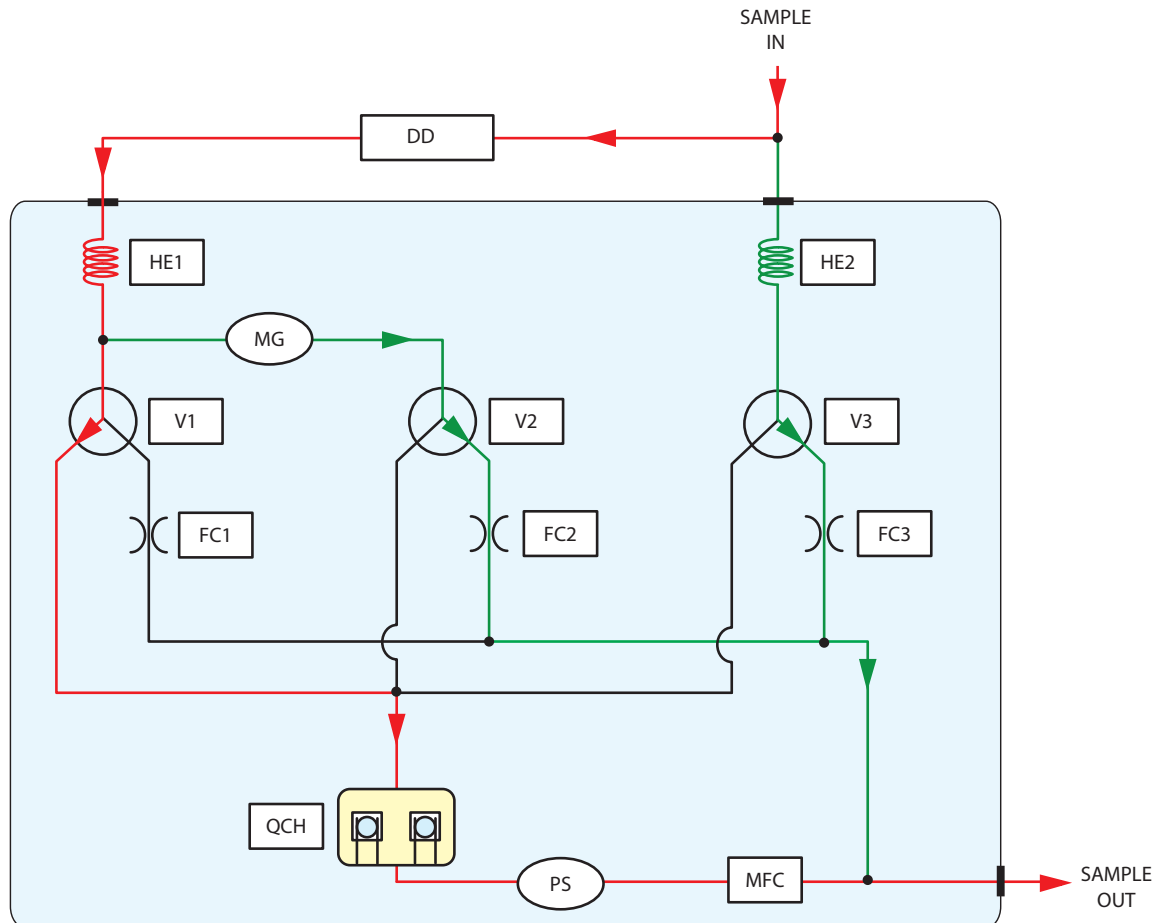 SAMPLE
IN
DD
HE1
HE2
MG
V1
V2
V3
FC1
FC2
FC3
QCH
PS
MFC
SAMPLE
OUT